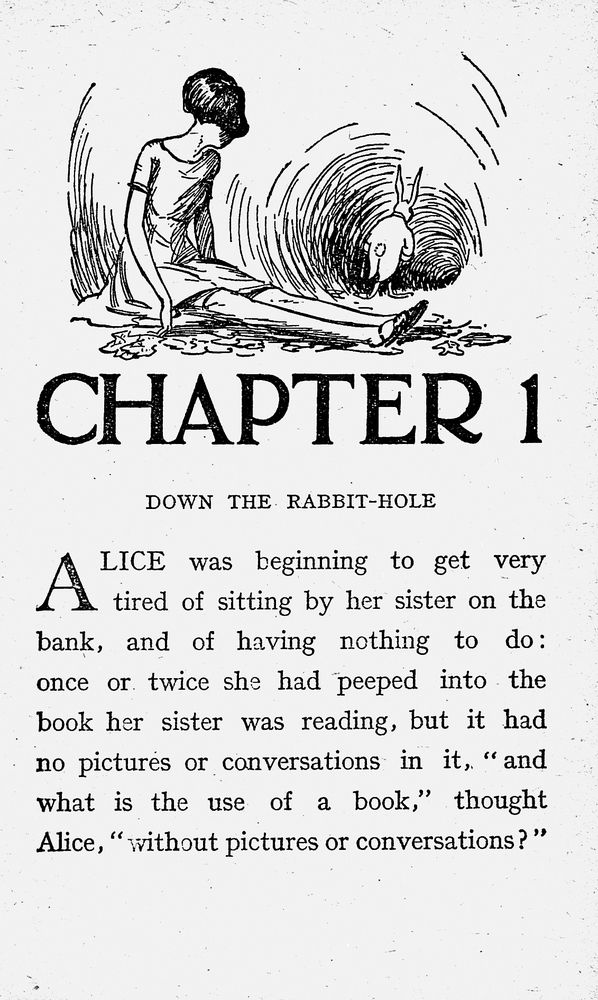 CHAPTER 1
DOWN THE RABBIT-HOLE
ALICE was beginning to get very
tired of sitting by her sister on the
bank, and of having nothing to do:
once or twice she had peeped into the
book her sister was reading, but it had
no pictures or conversations in it, “and
what is the use of a book,” thought
Alice, “without pictures or conversations?”